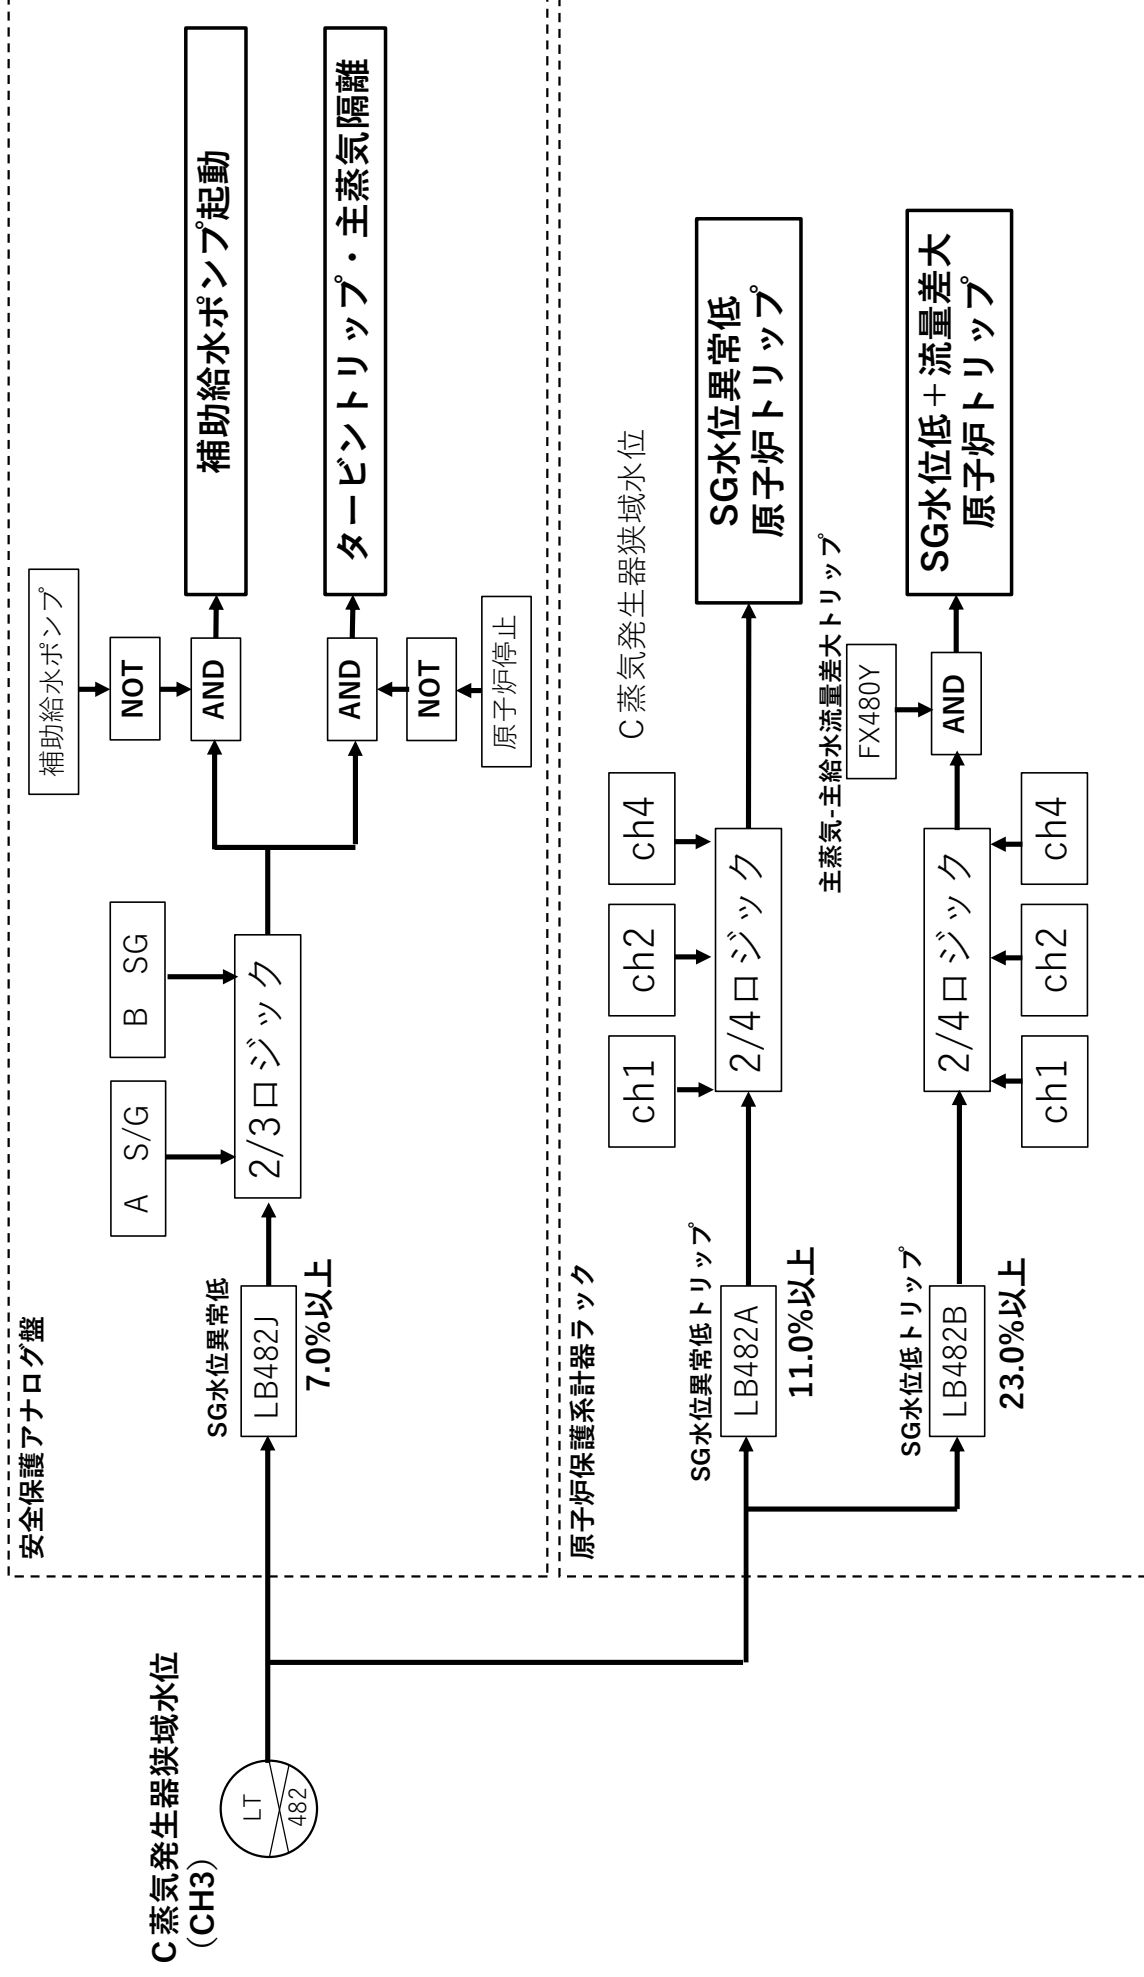 C蒸気発生器狭域水位
(CH3)
LT
482
安全保護アナログ盤
SG水位異常低
LB482J
7.0%以上
A S/G
B SG
2/3ロジック
補助給水ポンプ
NOT
AND
補助給水ポンプ起動
AND
NOT
原子炉停止
タービントリップ・主蒸気隔離
原子炉保護系計器ラック
C蒸気発生器狭域水位
SG水位異常低トリップ
LB482A
11.0%以上
ch1
ch2
ch4
2/4ロジック
SG水位異常低
原子炉トリップ
SG水位低トリップ
LB482B
23.0%以上
2/4ロジック
ch1
ch2
ch4
主蒸気-主給水流量差大トリップ
FX480Y
AND
SG水位低＋流量差大
原子炉トリップ